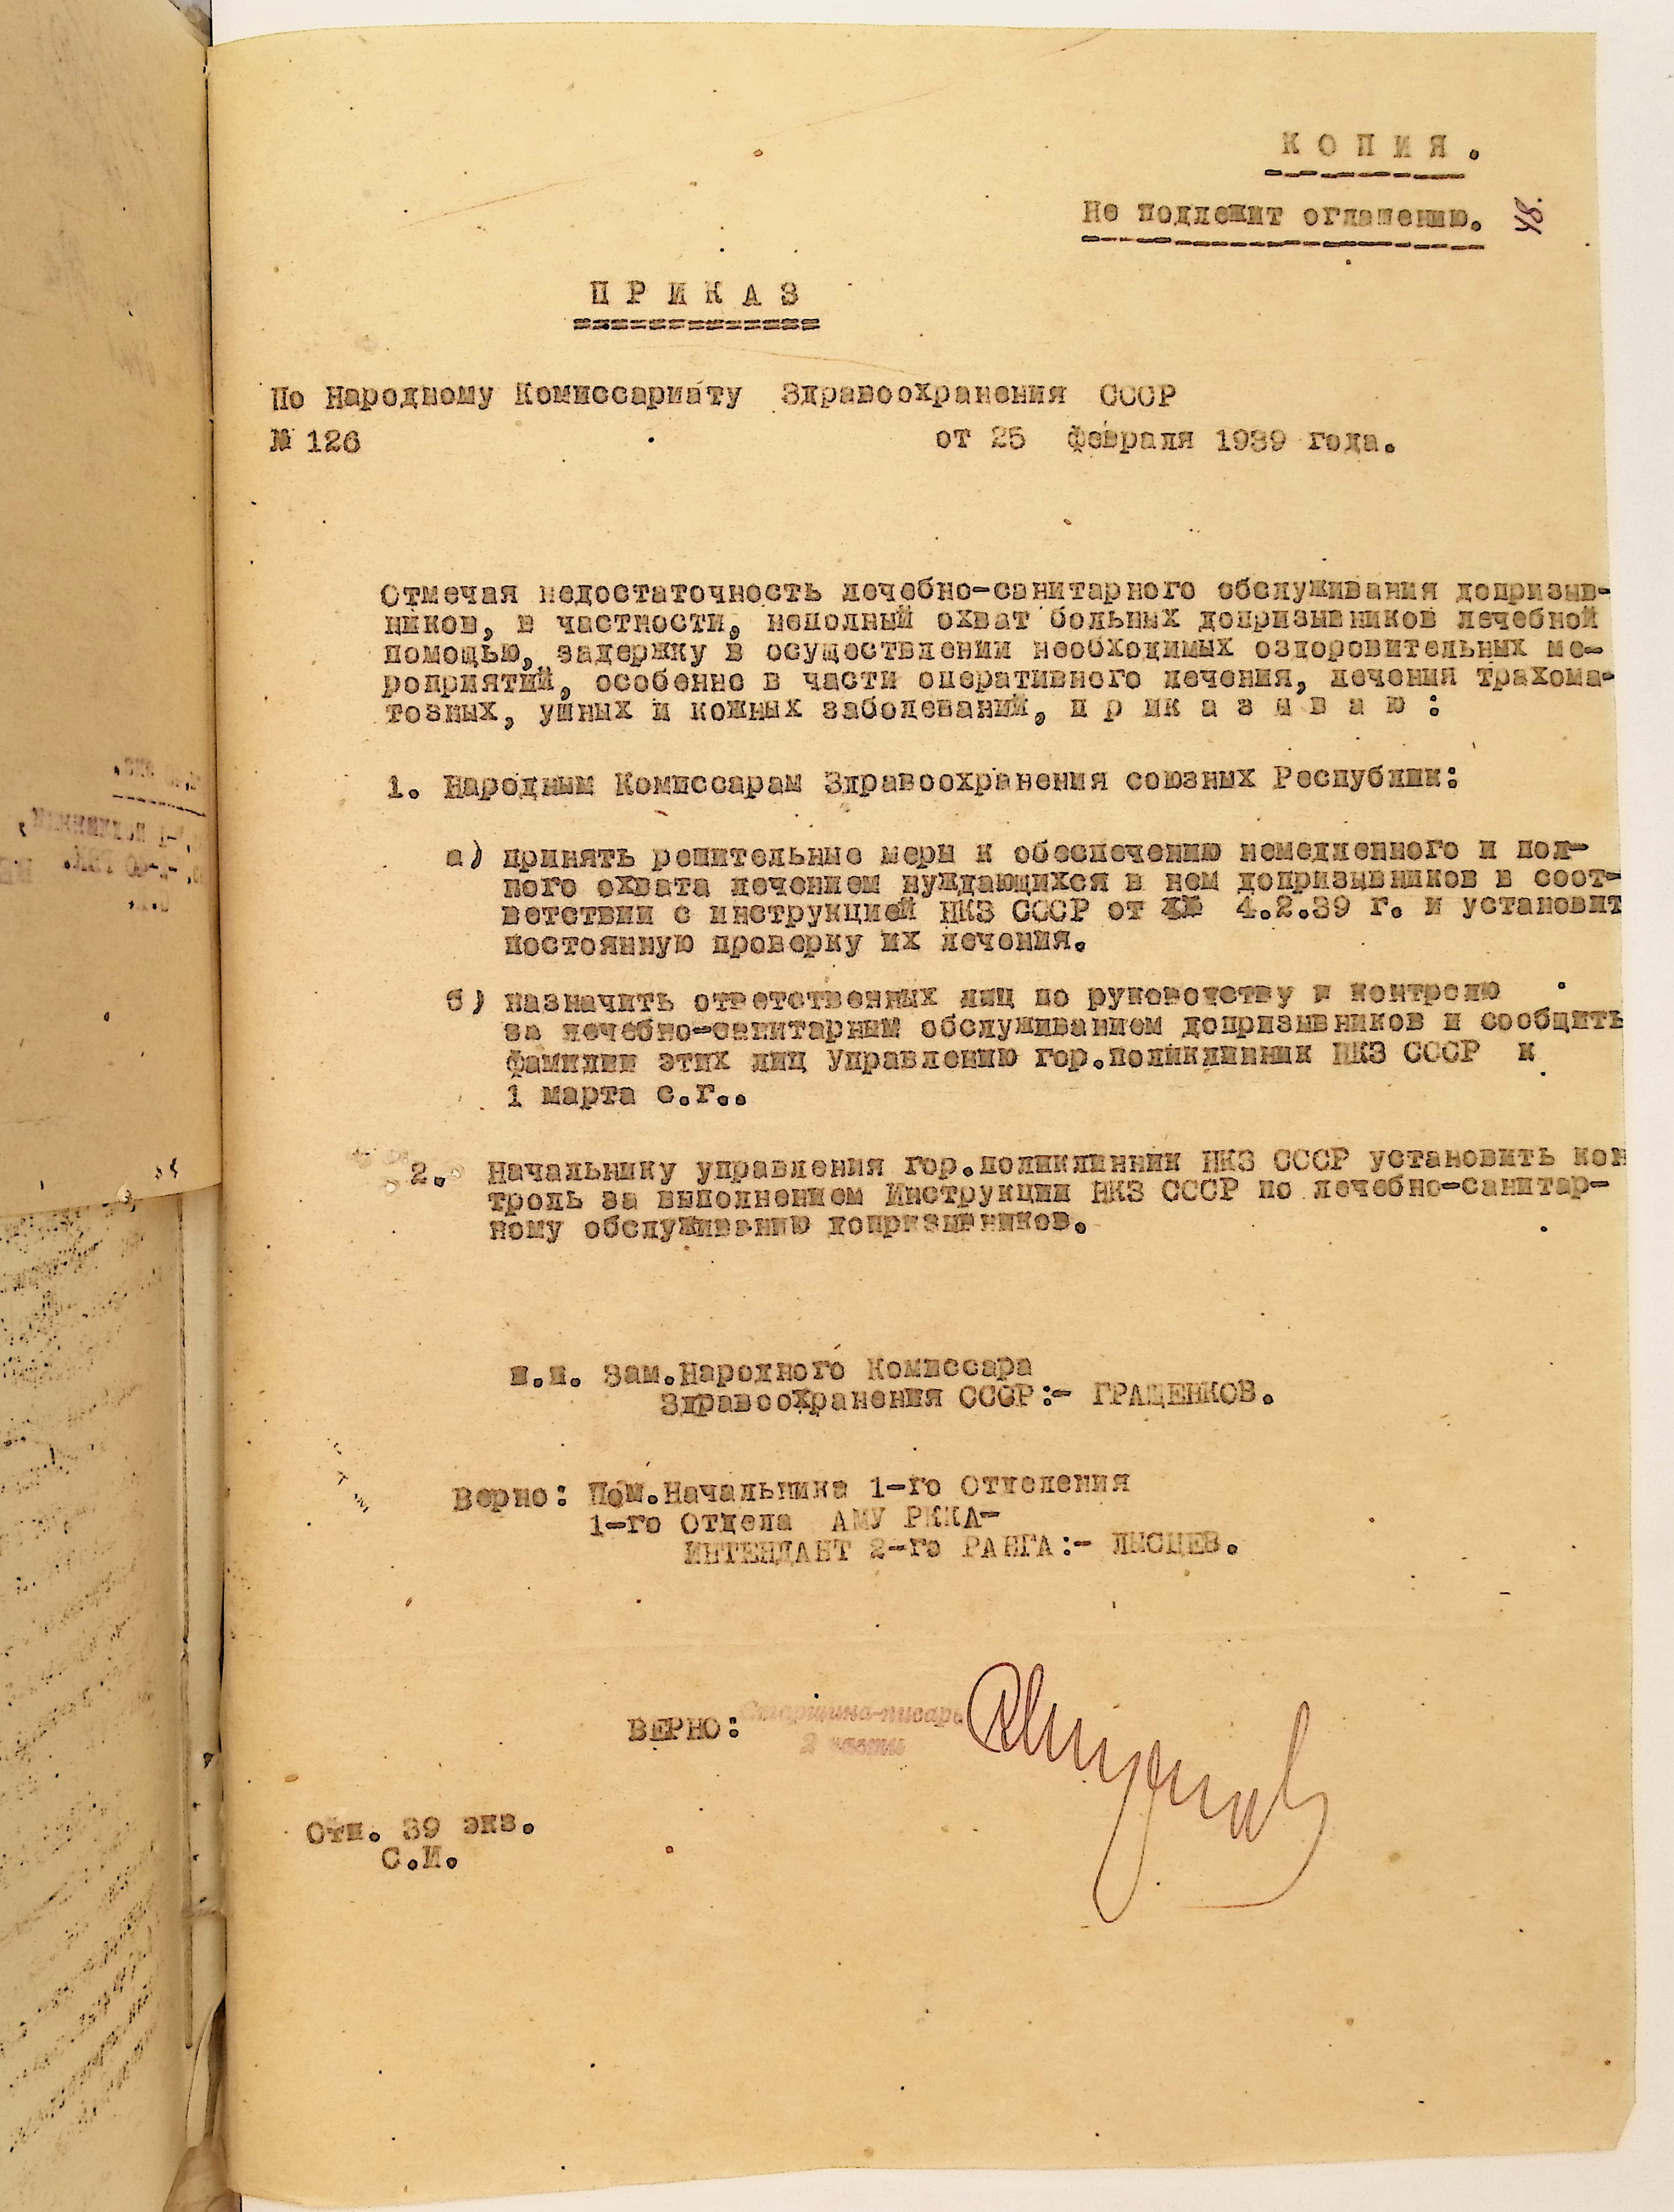 К О П И Я .
Не подлежит оглашению.
48.
П Р И К А З
По Народному Комиссариату Здравоохранения СССР
№ 126 от 25 февраля 1939 года.
Отмечая недостаточность лечебно-санитарного обслуживания допризыв-
ников, в частности, неполный охват больных допризывников лечебной
помощью, задержку в осуществлении необходимых оздоровительных ме-
роприятий, особенно в части оперативного лечения, лечения трахома-
тозных, ушных и кожных заболеваний, п р и к а з ы в а ю :
1. Народным Комиссарам Здравоохранения союзных Республик:
а) принять решительные меры к обеспечению немедленного и пол-
ного охвата лечением нуждающихся в нем допризывников в соот-
ветствии с инструкцией НКЗ СССР от 4.2.39 г. и установит
постоянную проверку их лечения.
б) назначить ответственных лиц по руководству и контролю
за лечебно-санитарным обслуживанием допризывников и сообщить
фамилии этих лиц Управлению гор.поликлиник НКЗ СССР к
1 марта с.г..
2. Начальнику управления гор.поликлиник НКЗ СССР установить кон
троль за выполнением Инструкции НКЗ СССР по лечебно-санитар-
ному обслуживанию допризывников.
п.п. Зам.Народного Комиссара
Здравоохранения СССР:- ГРАЩЕНКОВ.
Верно: Пом.Начальника 1-го Отделения
1-го Отдела АМУ РККА-
ИНТЕНДАНТ 2-го РАНГА:- ЛЫСЦЕВ.
ВЕРНО: Старшина-писарь
2 части
Отп. 39 экз.
С.И.